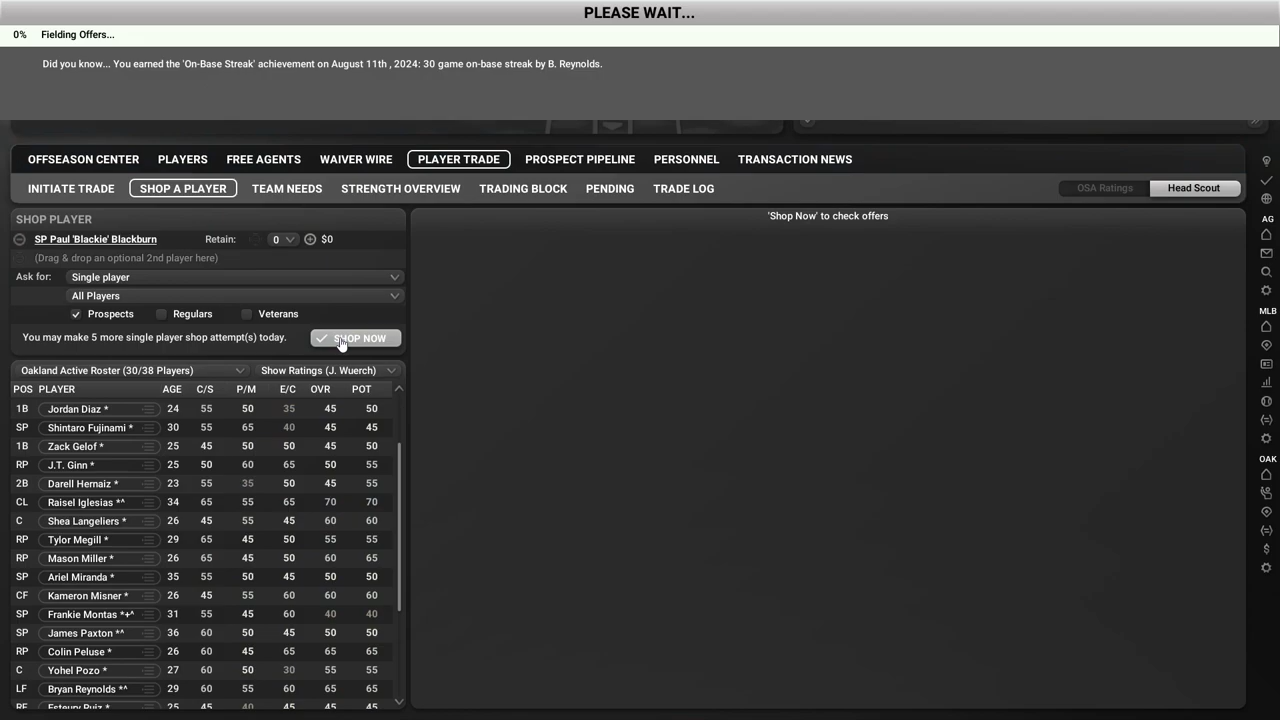 PLEASE WAIT...
0% Fielding Offers...
Did you know... You earned the 'On-Base Streak' achievement on August 11th , 2024: 30 game on-base streak by B. Reynolds.
OFFSEASON CENTER PLAYERS FREE AGENTS WAIVER WIRE PLAYER TRADE PROSPECT PIPELINE PERSONNEL TRANSACTION NEWS
INITIATE TRADE SHOP A PLAYER TEAM NEEDS STRENGTH OVERVIEW TRADING BLOCK PENDING TRADE LOG OSA Ratings Head Scout
SHOP PLAYER
SP Paul 'Blackie' Blackburn Retain: 0 $0
(Drag & drop an optional 2nd player here)
Ask for: Single player
All Players
Prospects Regulars Veterans
You may make 5 more single player shop attempt(s) today. SHOP NOW
'Shop Now' to check offers
Oakland Active Roster (30/38 Players) Show Ratings (J. Wuerch)
POS PLAYER AGE C/S P/M E/C OVR POT
1B Jordan Diaz * 24 55 50 35 45 50
SP Shintaro Fujinami * 30 55 65 40 45 45
1B Zack Gelof * 25 45 50 50 45 50
RP J.T. Ginn * 25 50 60 65 50 55
2B Darell Hernaiz * 23 55 35 50 45 55
CL Raisel Iglesias *^ 34 65 55 65 70 70
C Shea Langeliers * 26 45 55 45 60 60
RP Tylor Megill * 29 65 45 50 55 55
RP Mason Miller * 26 65 45 50 60 65
SP Ariel Miranda * 35 55 50 45 50 50
CF Kameron Misner * 26 45 55 60 60 60
SP Frankie Montas *+^ 31 55 45 60 40 40
SP James Paxton *^ 36 60 50 45 50 50
RP Colin Peluse * 26 60 45 65 65 65
C Yohel Pozo * 27 60 50 30 55 55
LF Bryan Reynolds *^ 29 60 55 60 65 65
RF Esteury Ruiz * 25 45 40 45 45 45
AG
MLB
OAK